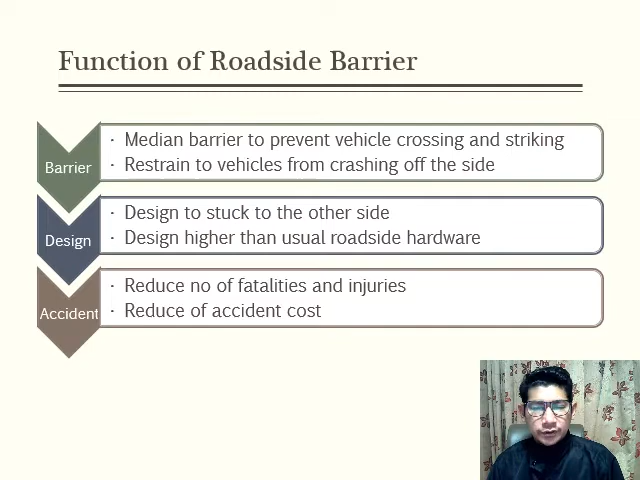 Function of Roadside Barrier
Barrier
· Median barrier to prevent vehicle crossing and striking
· Restrain to vehicles from crashing off the side
Design
· Design to stuck to the other side
· Design higher than usual roadside hardware
Accident
· Reduce no of fatalities and injuries
· Reduce of accident cost